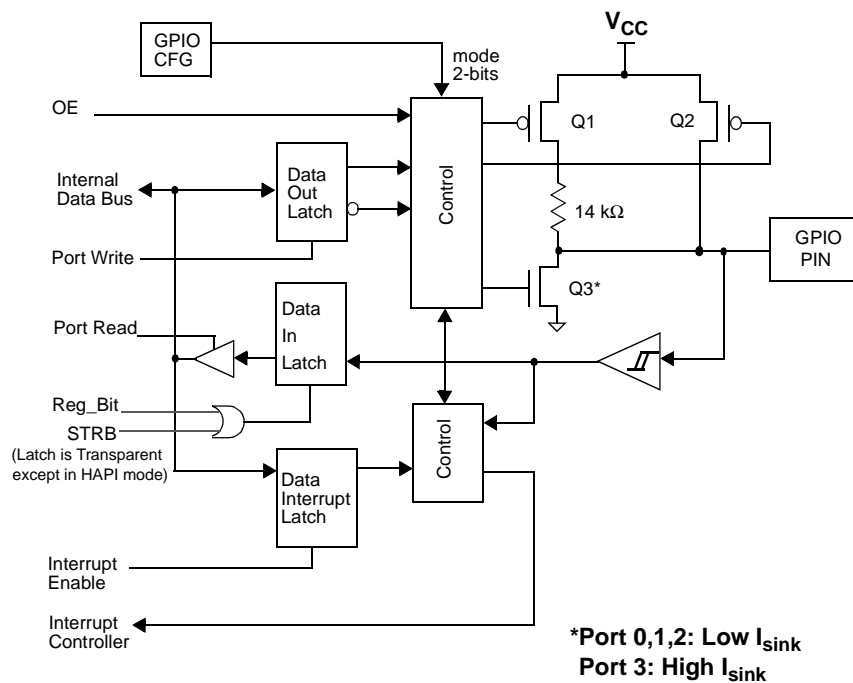 GPIO
CFG
mode
2-bits
VCC
OE
Q1
Q2
Internal
Data Bus
Data
Out
Latch
Control
14 kΩ
GPIO
PIN
Port Write
Q3*
Data
In
Latch
Port Read
Reg_Bit
STRB
(Latch is Transparent
except in HAPI mode)
Control
Data
Interrupt
Latch
Interrupt
Enable
Interrupt
Controller
*Port 0,1,2: Low Isink
Port 3: High Isink